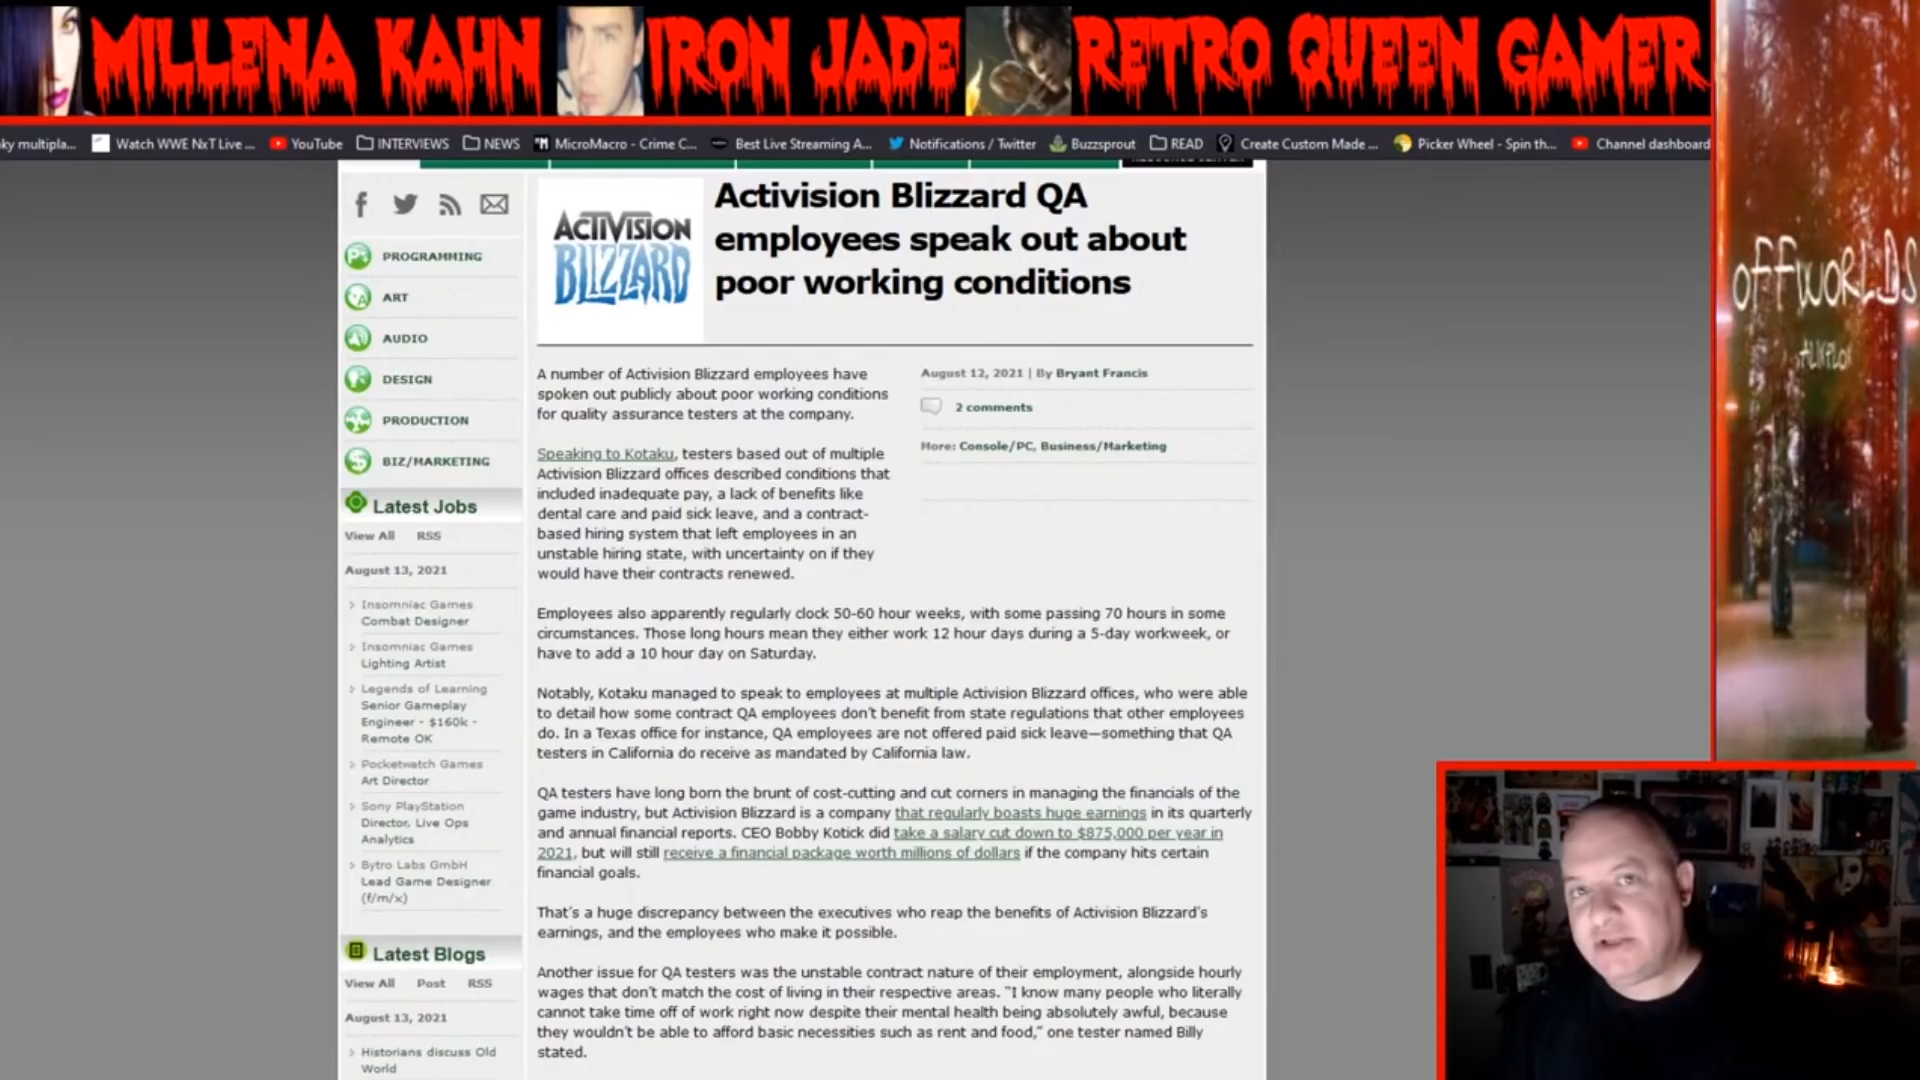 MILLENA KAHN IRON JADE RETRO QUEEN GAMER
ky multipla... Watch WWE NxT Live ... YouTube INTERVIEWS NEWS MicroMacro - Crime C... Best Live Streaming A... Notifications / Twitter Buzzsprout READ Create Custom Made ... Picker Wheel - Spin th... Channel dashboard
PROGRAMMING
ART
AUDIO
DESIGN
PRODUCTION
BIZ/MARKETING
Latest Jobs
View All RSS
August 13, 2021
Insomniac Games
Combat Designer
Insomniac Games
Lighting Artist
Legends of Learning
Senior Gameplay
Engineer - $160k -
Remote OK
Pocketwatch Games
Art Director
Sony PlayStation
Director, Live Ops
Analytics
Bytro Labs GmbH
Lead Game Designer
(f/m/x)
Latest Blogs
View All Post RSS
August 13, 2021
Historians discuss Old
World
ACTIVISION
BLIZZARD
Activision Blizzard QA
employees speak out about
poor working conditions
August 12, 2021 | By Bryant Francis
2 comments
More: Console/PC, Business/Marketing
A number of Activision Blizzard employees have
spoken out publicly about poor working conditions
for quality assurance testers at the company.
Speaking to Kotaku, testers based out of multiple
Activision Blizzard offices described conditions that
included inadequate pay, a lack of benefits like
dental care and paid sick leave, and a contract-
based hiring system that left employees in an
unstable hiring state, with uncertainty on if they
would have their contracts renewed.
Employees also apparently regularly clock 50-60 hour weeks, with some passing 70 hours in some
circumstances. Those long hours mean they either work 12 hour days during a 5-day workweek, or
have to add a 10 hour day on Saturday.
Notably, Kotaku managed to speak to employees at multiple Activision Blizzard offices, who were able
to detail how some contract QA employees don't benefit from state regulations that other employees
do. In a Texas office for instance, QA employees are not offered paid sick leave—something that QA
testers in California do receive as mandated by California law.
QA testers have long born the brunt of cost-cutting and cut corners in managing the financials of the
game industry, but Activision Blizzard is a company that regularly boasts huge earnings in its quarterly
and annual financial reports. CEO Bobby Kotick did take a salary cut down to $875,000 per year in
2021, but will still receive a financial package worth millions of dollars if the company hits certain
financial goals.
That's a huge discrepancy between the executives who reap the benefits of Activision Blizzard's
earnings, and the employees who make it possible.
Another issue for QA testers was the unstable contract nature of their employment, alongside hourly
wages that don't match the cost of living in their respective areas. "I know many people who literally
cannot take time off of work right now despite their mental health being absolutely awful, because
they wouldn't be able to afford basic necessities such as rent and food," one tester named Billy
stated.
OFFWORLDS